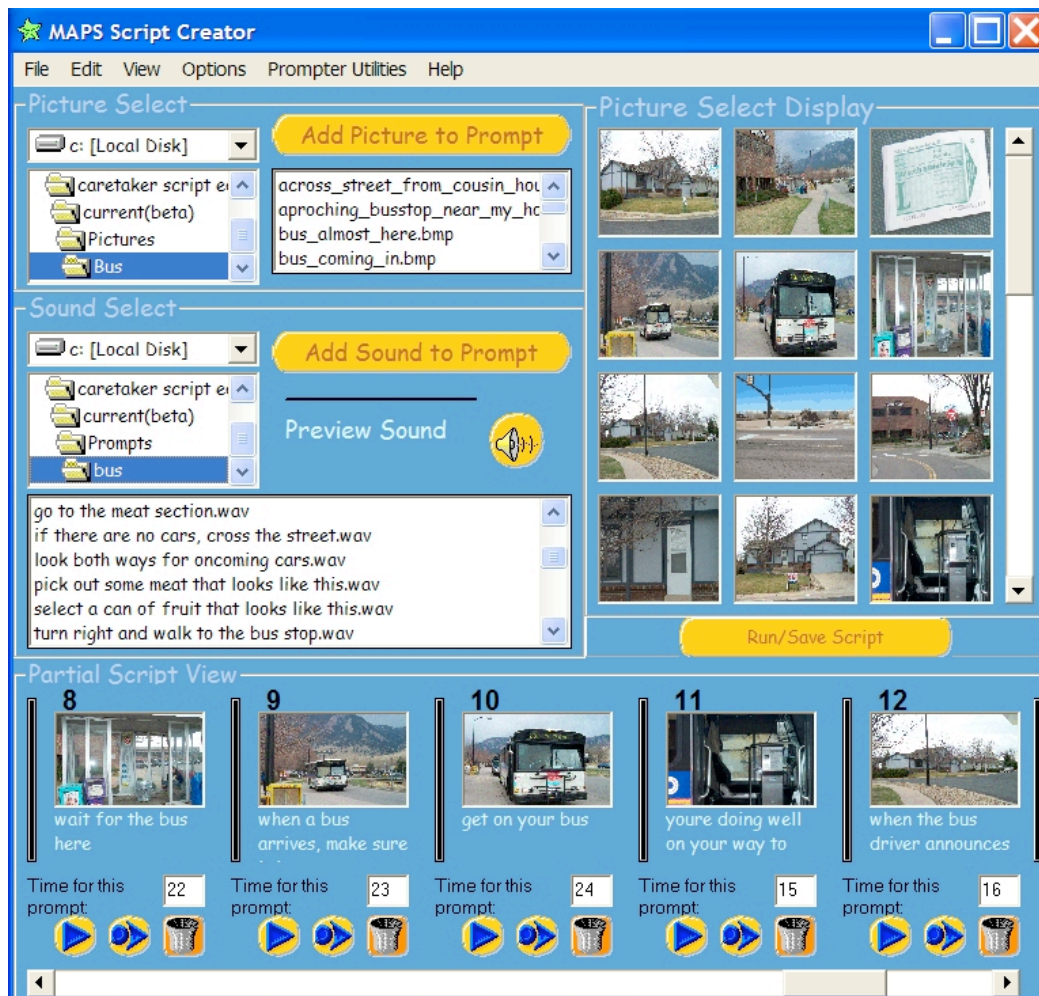 MAPS Script Creator
File Edit View Options Prompter Utilities Help
Picture Select
c: [Local Disk]
Add Picture to Prompt
caretaker script e
current(beta)
Pictures
Bus
across_street_from_cousin_hou
aproching_busstop_near_my_ho
bus_almost_here.bmp
bus_coming_in.bmp
Picture Select Display
Sound Select
c: [Local Disk]
Add Sound to Prompt
caretaker script e
current(beta)
Prompts
bus
Preview Sound
go to the meat section.wav
if there are no cars, cross the street.wav
look both ways for oncoming cars.wav
pick out some meat that looks like this.wav
select a can of fruit that looks like this.wav
turn right and walk to the bus stop.wav
Run/Save Script
Partial Script View
8
wait for the bus
here
Time for this
prompt:
22
9
when a bus
arrives, make sure
Time for this
prompt:
23
10
get on your bus
Time for this
prompt:
24
11
youre doing well
on your way to
Time for this
prompt:
15
12
when the bus
driver announces
Time for this
prompt:
16